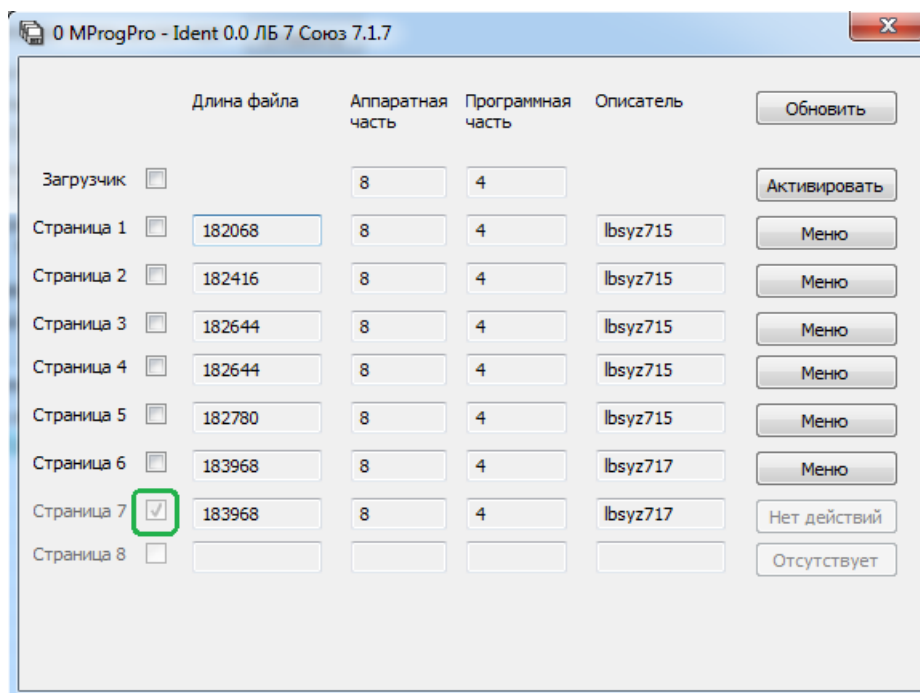 0 MProgPro - Ident 0.0 ЛБ 7 Союз 7.1.7
Длина файла Аппаратная часть Программная часть Описатель Обновить
Загрузчик 8 4 Активировать
Страница 1 182068 8 4 lbsyz715 Меню
Страница 2 182416 8 4 lbsyz715 Меню
Страница 3 182644 8 4 lbsyz715 Меню
Страница 4 182644 8 4 lbsyz715 Меню
Страница 5 182780 8 4 lbsyz715 Меню
Страница 6 183968 8 4 lbsyz717 Меню
Страница 7 183968 8 4 lbsyz717 Нет действий
Страница 8 Отсутствует